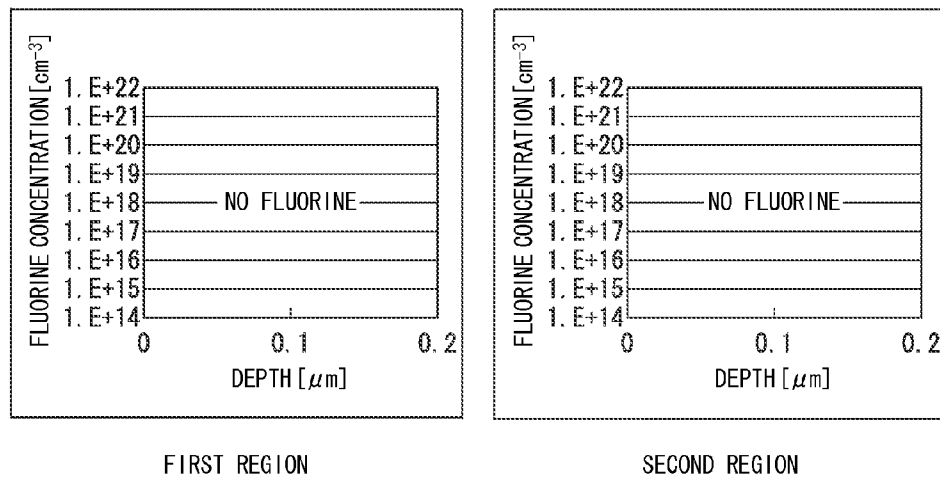 FLUORINE CONCENTRATION [cm⁻³]
1.E+22
1.E+21
1.E+20
1.E+19
1.E+18
1.E+17
1.E+16
1.E+15
1.E+14
NO FLUORINE
0 0.1 0.2
DEPTH [μm]
FIRST REGION
FLUORINE CONCENTRATION [cm⁻³]
1.E+22
1.E+21
1.E+20
1.E+19
1.E+18
1.E+17
1.E+16
1.E+15
1.E+14
NO FLUORINE
0 0.1 0.2
DEPTH [μm]
SECOND REGION